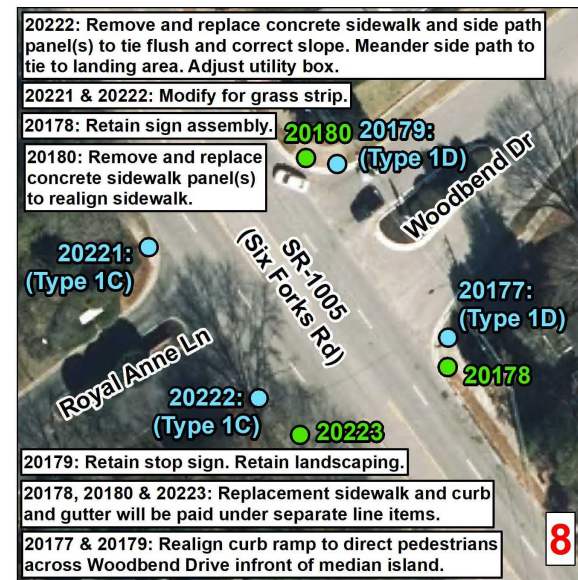 20222: Remove and replace concrete sidewalk and side path
panel(s) to tie flush and correct slope. Meander side path to
tie to landing area. Adjust utility box.
20221 & 20222: Modify for grass strip.
20178: Retain sign assembly.
20180: Remove and replace
concrete sidewalk panel(s)
to realign sidewalk.
20180
20179:
(Type 1D)
Woodbend Dr
20221:
(Type 1C)
SR-1005
(Six Forks Rd)
20177:
(Type 1D)
20178
Royal Anne Ln
20222:
(Type 1C)
20223
20179: Retain stop sign. Retain landscaping.
20178, 20180 & 20223: Replacement sidewalk and curb
and gutter will be paid under separate line items.
20177 & 20179: Realign curb ramp to direct pedestrians
across Woodbend Drive infront of median island.
8